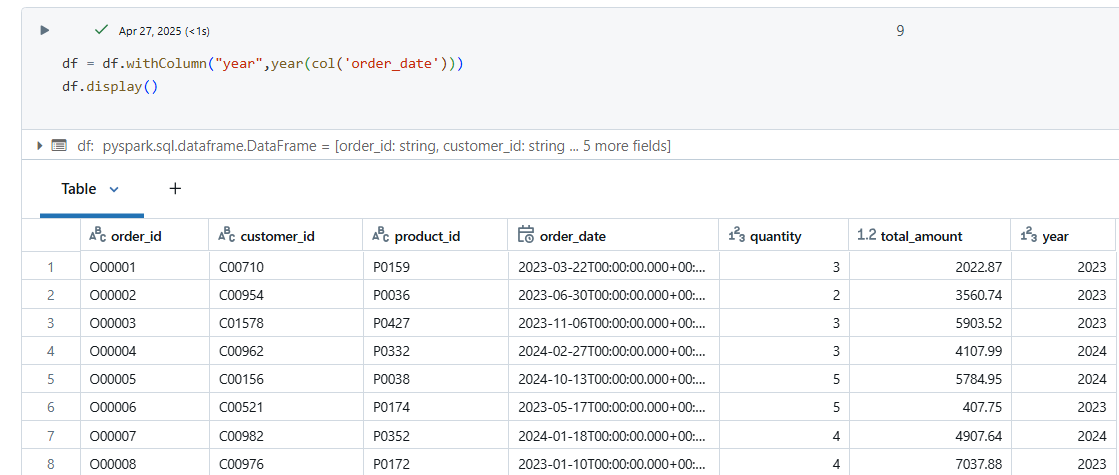 Apr 27, 2025 (<1s)
9
df = df.withColumn("year",year(col('order_date')))
df.display()
df: pyspark.sql.dataframe.DataFrame = [order_id: string, customer_id: string ... 5 more fields]
Table +
ABC order_id ABC customer_id ABC product_id order_date 123 quantity 1.2 total_amount 123 year
1 O00001 C00710 P0159 2023-03-22T00:00:00.000+00:... 3 2022.87 2023
2 O00002 C00954 P0036 2023-06-30T00:00:00.000+00:... 2 3560.74 2023
3 O00003 C01578 P0427 2023-11-06T00:00:00.000+00:... 3 5903.52 2023
4 O00004 C00962 P0332 2024-02-27T00:00:00.000+00:... 3 4107.99 2024
5 O00005 C00156 P0038 2024-10-13T00:00:00.000+00:... 5 5784.95 2024
6 O00006 C00521 P0174 2023-05-17T00:00:00.000+00:... 5 407.75 2023
7 O00007 C00982 P0352 2024-01-18T00:00:00.000+00:... 4 4907.64 2024
8 O00008 C00976 P0172 2023-01-10T00:00:00.000+00:... 4 7037.88 2023